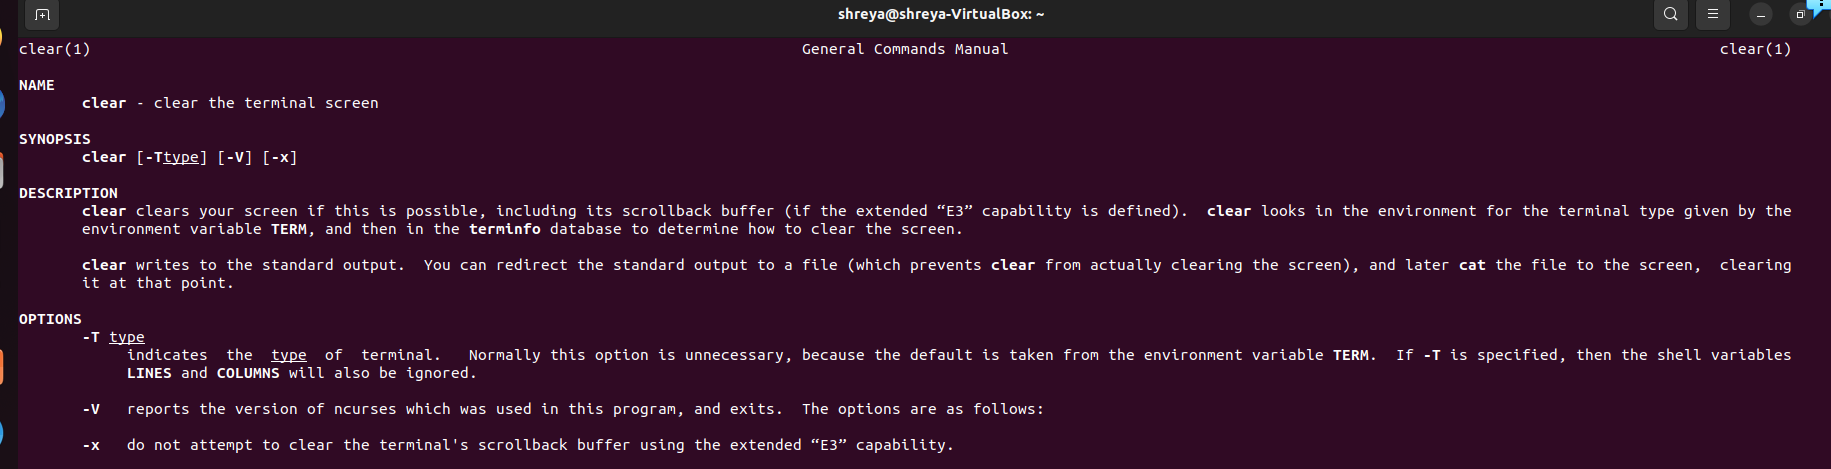 shreya@shreya-VirtualBox: ~
clear(1) General Commands Manual clear(1)
NAME
clear - clear the terminal screen
SYNOPSIS
clear [-Ttype] [-V] [-x]
DESCRIPTION
clear clears your screen if this is possible, including its scrollback buffer (if the extended “E3” capability is defined). clear looks in the environment for the terminal type given by the
environment variable TERM, and then in the terminfo database to determine how to clear the screen.
clear writes to the standard output. You can redirect the standard output to a file (which prevents clear from actually clearing the screen), and later cat the file to the screen, clearing
it at that point.
OPTIONS
-T type
indicates the type of terminal. Normally this option is unnecessary, because the default is taken from the environment variable TERM. If -T is specified, then the shell variables
LINES and COLUMNS will also be ignored.
-V reports the version of ncurses which was used in this program, and exits. The options are as follows:
-x do not attempt to clear the terminal's scrollback buffer using the extended “E3” capability.